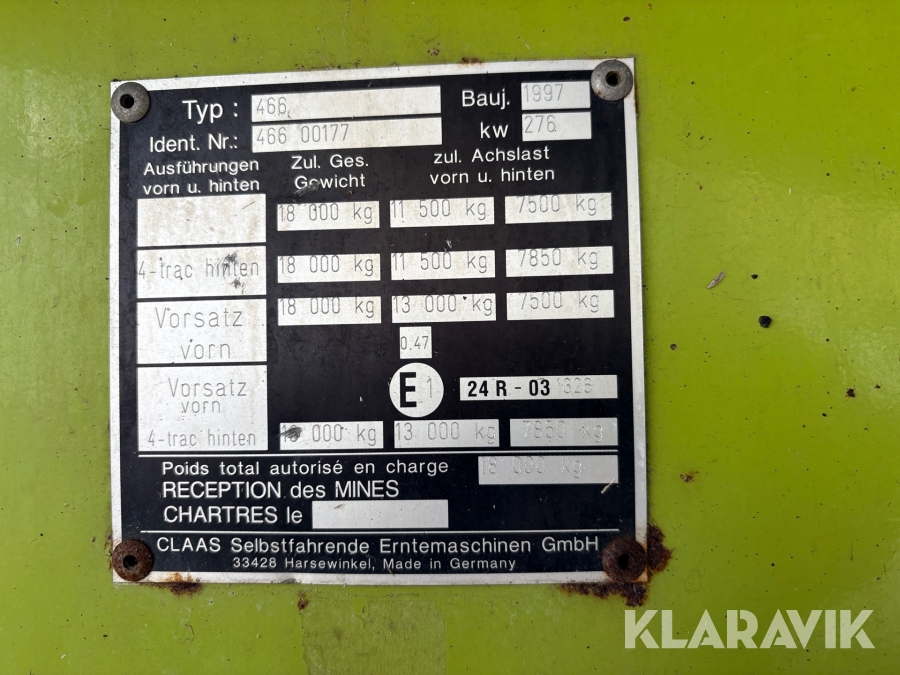 Typ : 466 Bauj. 1997
Ident. Nr.: 466 00177 kw 276
Ausführungen vorn u. hinten Zul. Ges. Gewicht zul. Achslast vorn u. hinten
18 000 kg 11 500 kg 7500 kg
4-trac hinten 18 000 kg 11 500 kg 7850 kg
Vorsatz vorn 18 000 kg 13 000 kg 7500 kg
0,47
E 1 24 R - 03 1326
Vorsatz vorn
4-trac hinten 18 000 kg 13 000 kg 7850 kg
Poids total autorisé en charge 18 000 kg
RECEPTION des MINES
CHARTRES le
CLAAS Selbstfahrende Erntemaschinen GmbH
33428 Harsewinkel, Made in Germany
KLARAVIK